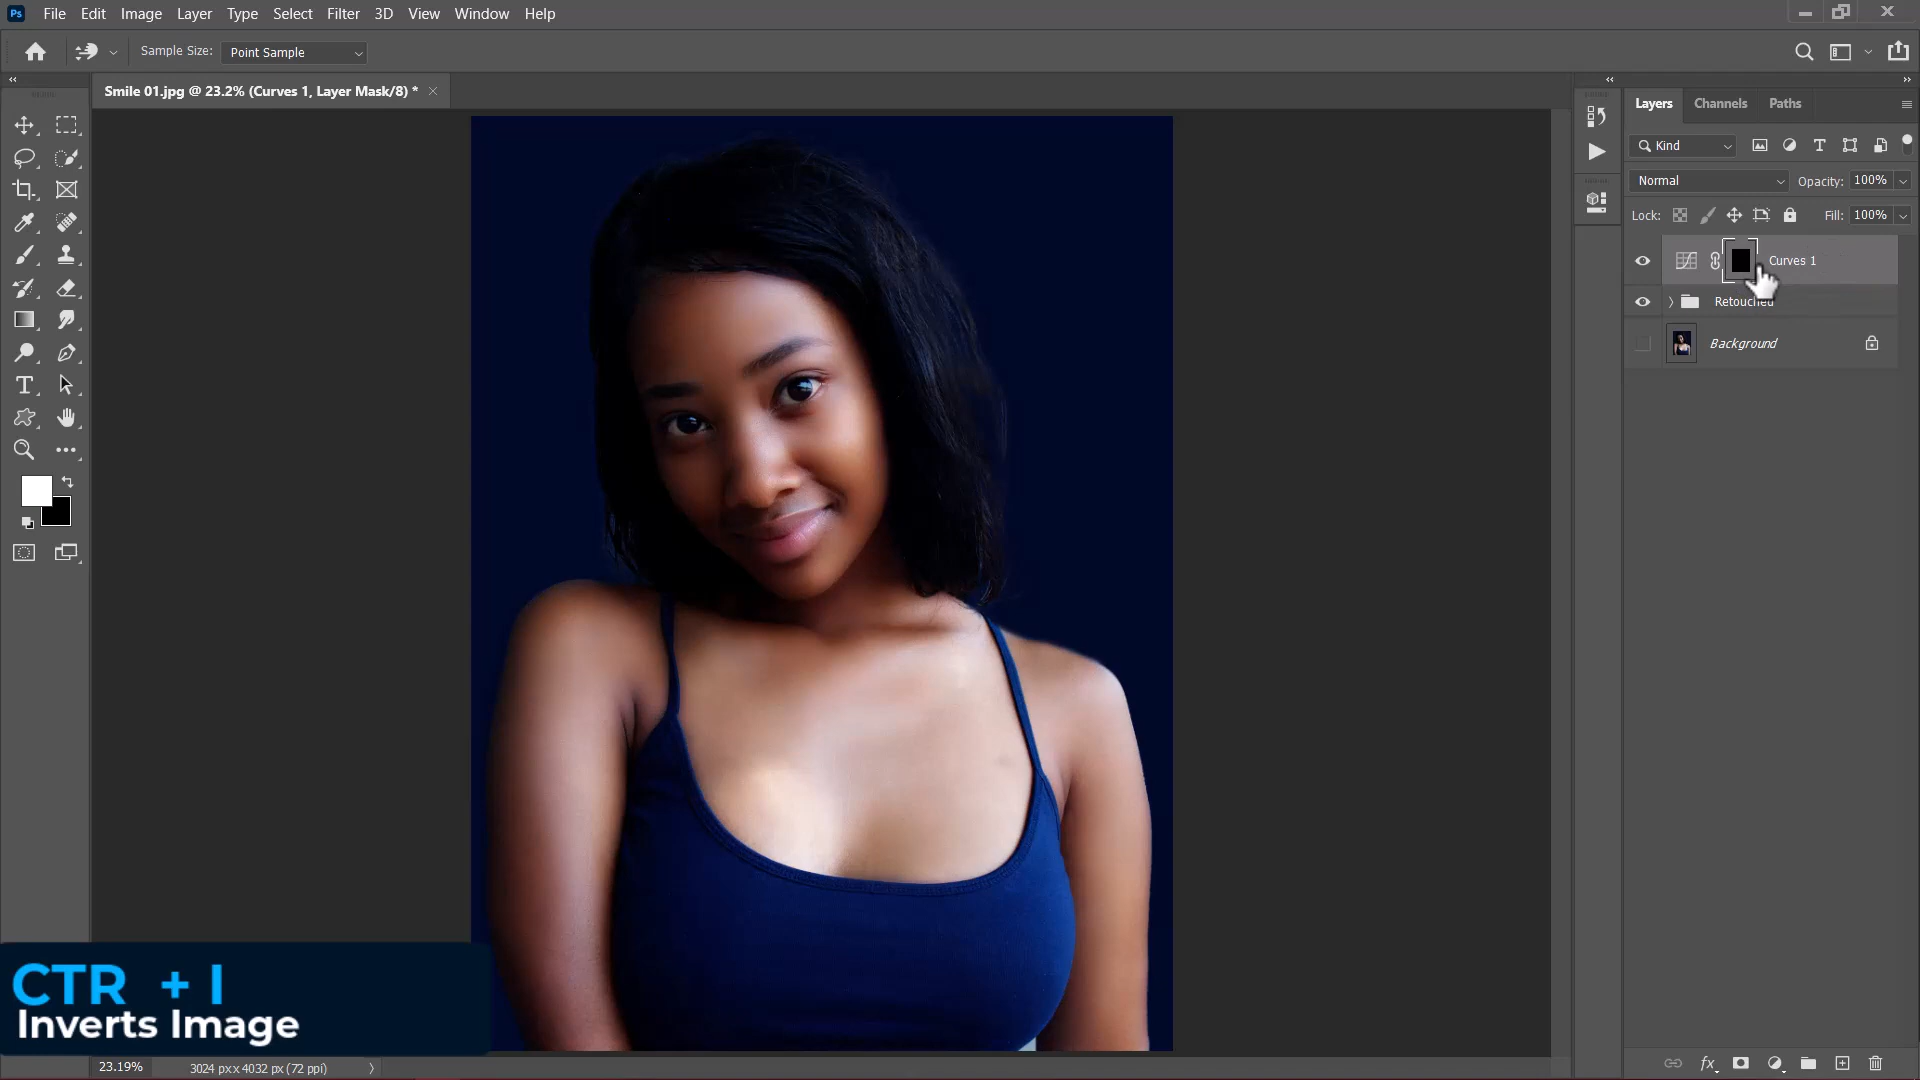 Ps File Edit Image Layer Type Select Filter 3D View Window Help
Sample Size: Point Sample
Smile 01.jpg @ 23.2% (Curves 1, Layer Mask/8) *
Layers Channels Paths
Kind
Normal Opacity: 100%
Lock: Fill: 100%
Curves 1
Retouched
Background
CTR + I
Inverts Image
23.19% 3024 px x 4032 px (72 ppi)